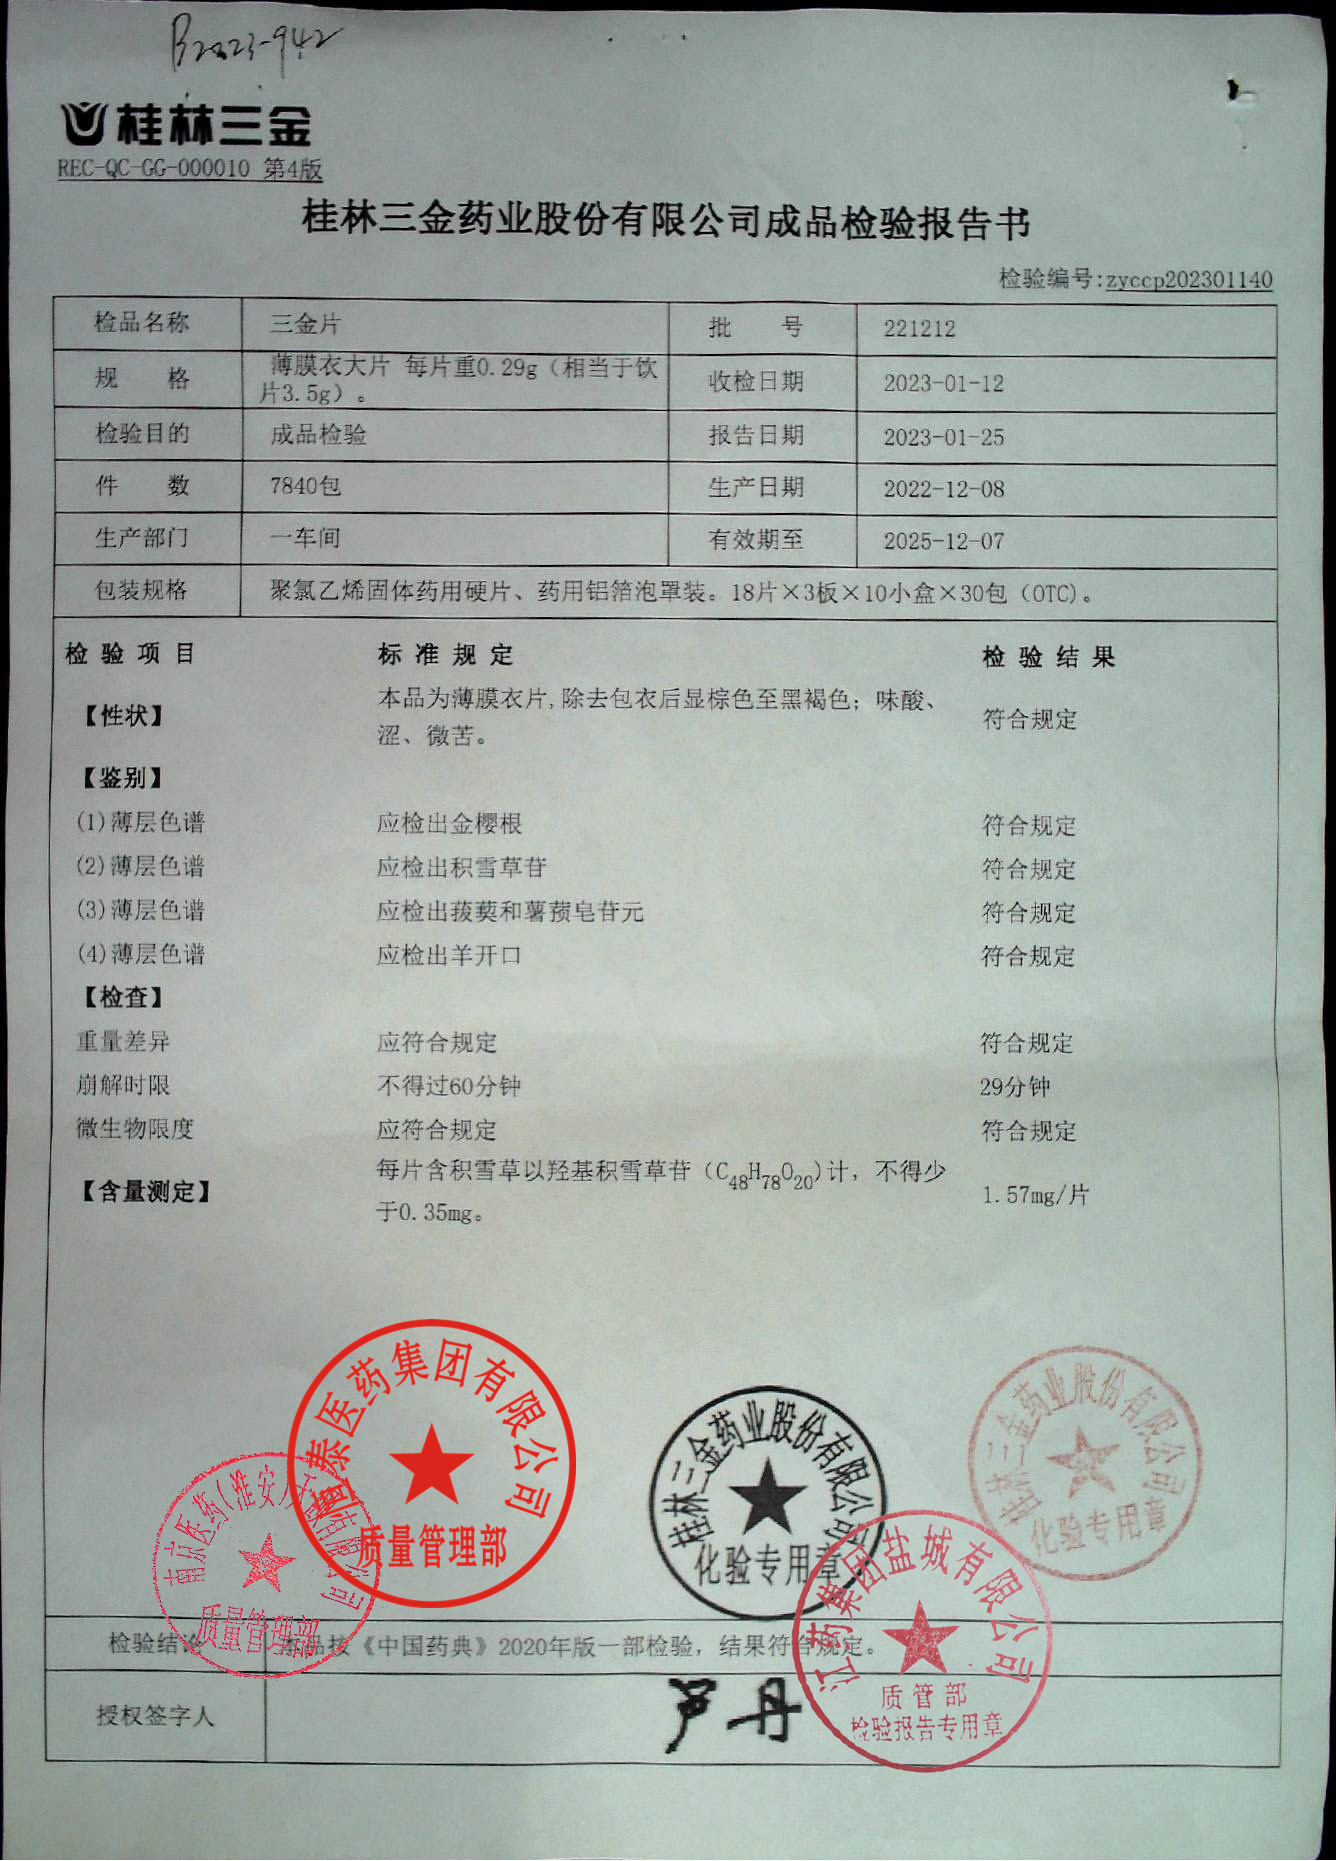 B2023-942
桂林三金
REC-QC-GG-000010 第4版
桂林三金药业股份有限公司成品检验报告书
检验编号:zyccp202301140
检品名称 三金片 批 号 221212
规 格 薄膜衣大片 每片重0.29g（相当于饮片3.5g）。 收检日期 2023-01-12
检验目的 成品检验 报告日期 2023-01-25
件 数 7840包 生产日期 2022-12-08
生产部门 一车间 有效期至 2025-12-07
包装规格 聚氯乙烯固体药用硬片、药用铝箔泡罩装。18片×3板×10小盒×30包（OTC）。
检 验 项 目 标 准 规 定 检 验 结 果
【性状】 本品为薄膜衣片,除去包衣后显棕色至黑褐色；味酸、涩、微苦。 符合规定
【鉴别】
(1)薄层色谱 应检出金樱根 符合规定
(2)薄层色谱 应检出积雪草苷 符合规定
(3)薄层色谱 应检出菝葜和薯蓣皂苷元 符合规定
(4)薄层色谱 应检出羊开口 符合规定
【检查】
重量差异 应符合规定 符合规定
崩解时限 不得过60分钟 29分钟
微生物限度 应符合规定 符合规定
【含量测定】 每片含积雪草以羟基积雪草苷（C48H78O20)计，不得少于0.35mg。 1.57mg/片
恒泰医药集团有限公司
质量管理部
南京医药(淮安)天颐有限公司
质量管理部
桂林三金药业股份有限公司
化验专用章
桂林三金药业股份有限公司
化验专用章
江药集团盐城有限公司
质管部
检验报告专用章
检验结论 本品按《中国药典》2020年版一部检验，结果符合规定。
授权签字人 芦丹